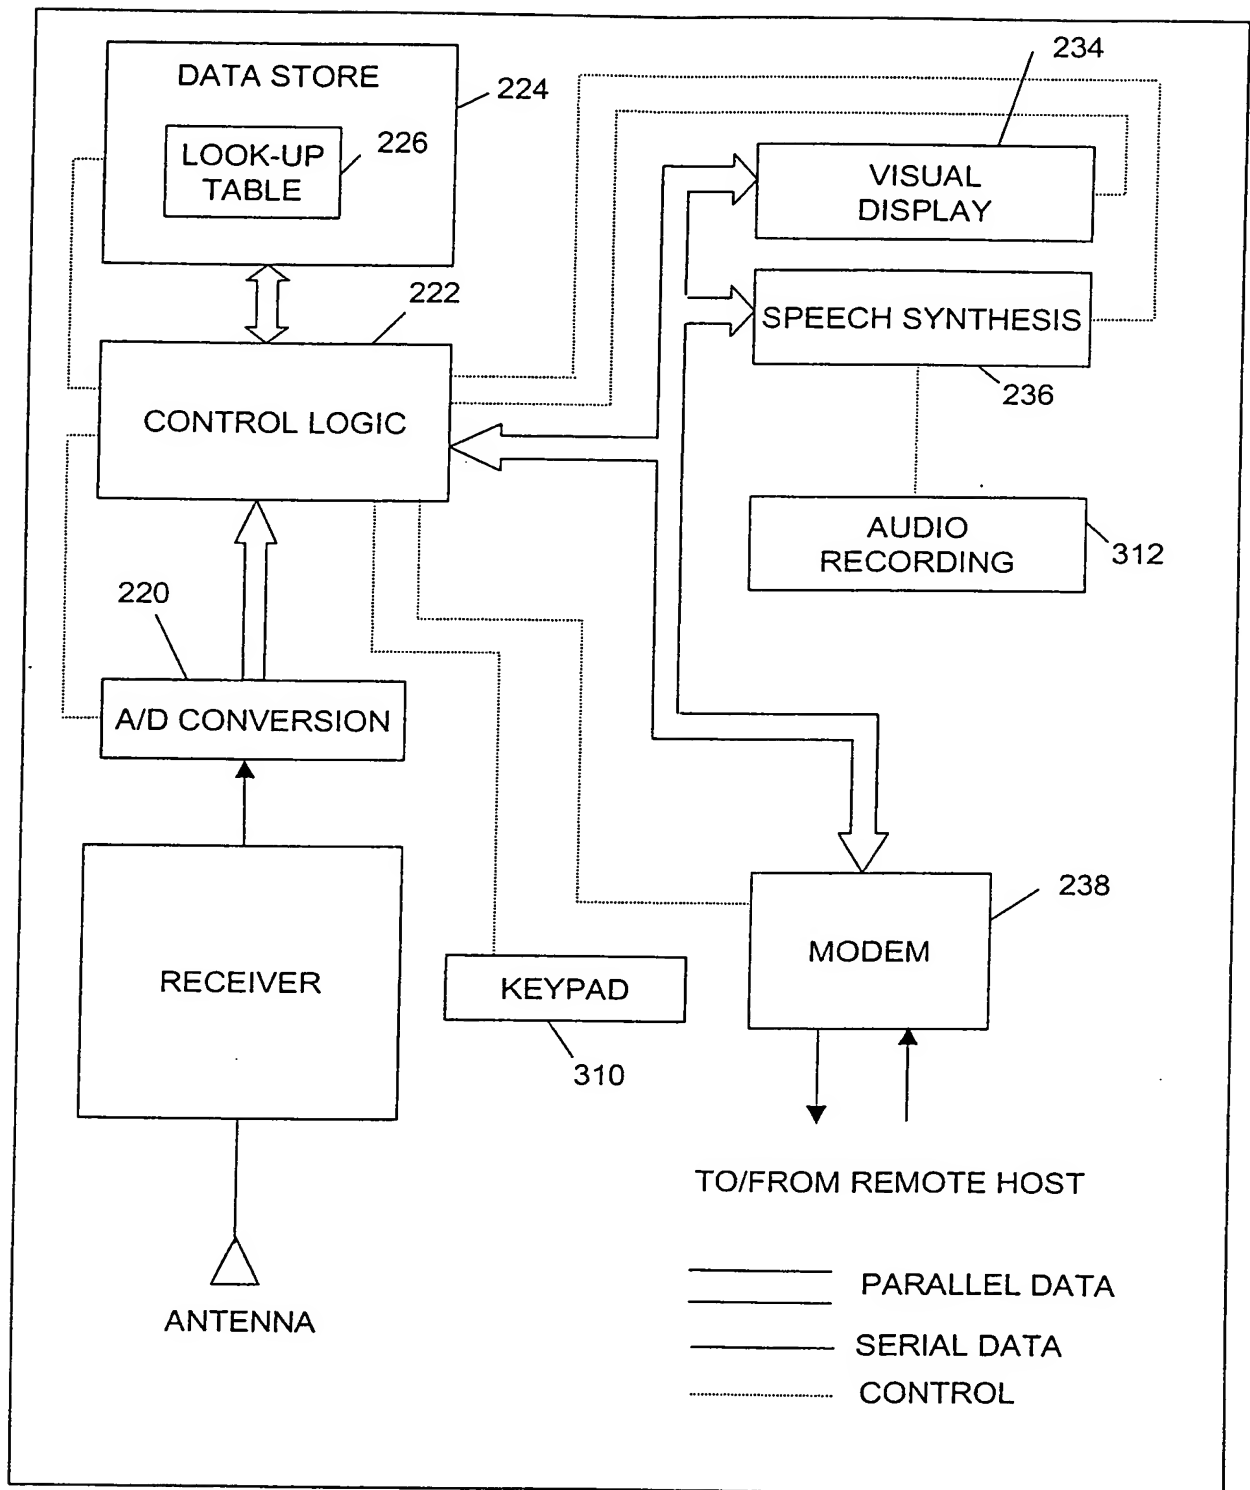 DATA STORE
224
LOOK-UP
TABLE
226
234
VISUAL
DISPLAY
222
SPEECH SYNTHESIS
236
CONTROL LOGIC
AUDIO
RECORDING
312
220
A/D CONVERSION
RECEIVER
238
MODEM
KEYPAD
310
TO/FROM REMOTE HOST
ANTENNA
PARALLEL DATA
SERIAL DATA
CONTROL